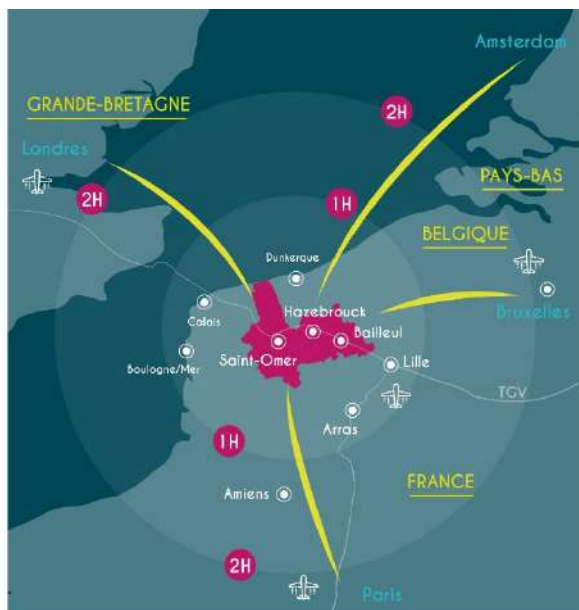 Amsterdam
GRANDE-BRETAGNE
2H
Londres
PAYS-BAS
2H
1H
BELGIQUE
Dunkerque
Hazebrouck
Calais
Bruxelles
Bailleul
Saint-Omer
Boulogne/Mer
Lille
TGV
Arras
1H
FRANCE
Amiens
2H
Paris